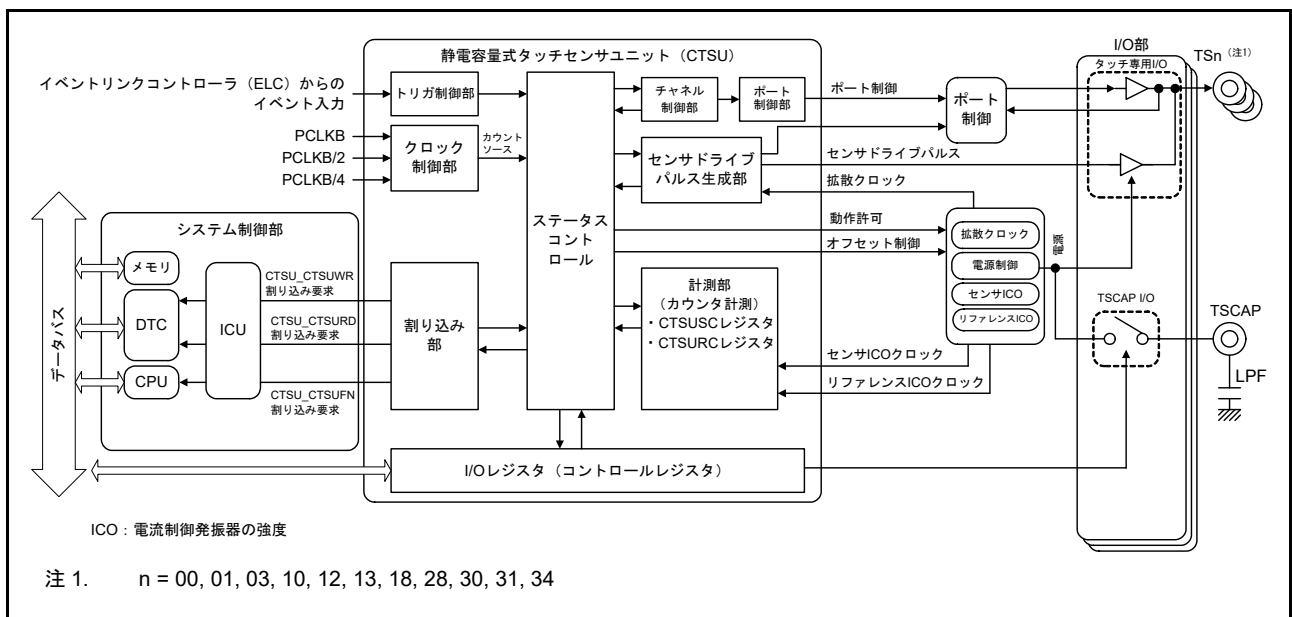 静電容量式タッチセンサユニット（CTSU）
イベントリンクコントローラ（ELC）からの
イベント入力
トリガ制御部
PCLKB
PCLKB/2
PCLKB/4
クロック
制御部
カウント
ソース
ステータス
コント
ロール
チャネル
制御部
ポート
制御部
ポート制御
ポート
制御
センサドライブ
パルス生成部
センサドライブパルス
拡散クロック
動作許可
オフセット制御
拡散クロック
電源制御
センサICO
リファレンスICO
電源
計測部
（カウンタ計測）
・CTSUSCレジスタ
・CTSURCレジスタ
センサICOクロック
リファレンスICOクロック
I/O部
タッチ専用I/O
TSn（注1）
TSCAP I/O
TSCAP
LPF
データバス
システム制御部
メモリ
DTC
CPU
ICU
CTSU_CTSUWR
割り込み要求
CTSU_CTSURD
割り込み要求
CTSU_CTSUFN
割り込み要求
割り込み
部
I/Oレジスタ（コントロールレジスタ）
ICO：電流制御発振器の強度
注 1. n = 00, 01, 03, 10, 12, 13, 18, 28, 30, 31, 34